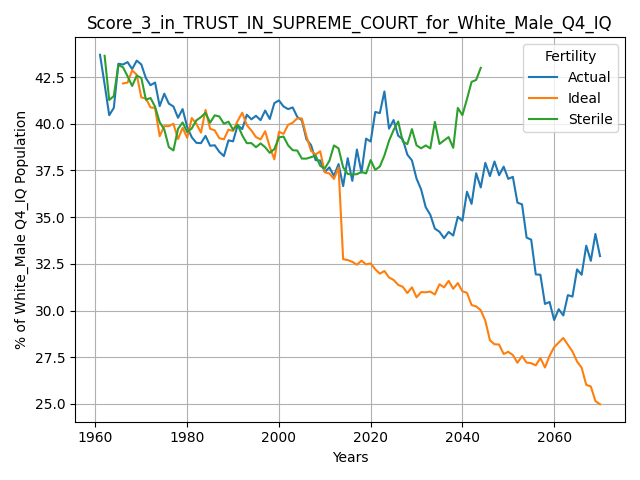 Score_3_in_TRUST_IN_SUPREME_COURT_for_White_Male_Q4_IQ
% of White_Male Q4_IQ Population
42.5
40.0
37.5
35.0
32.5
30.0
27.5
25.0
Fertility
Actual
Ideal
Sterile
1960
1980
2000
2020
2040
2060
Years